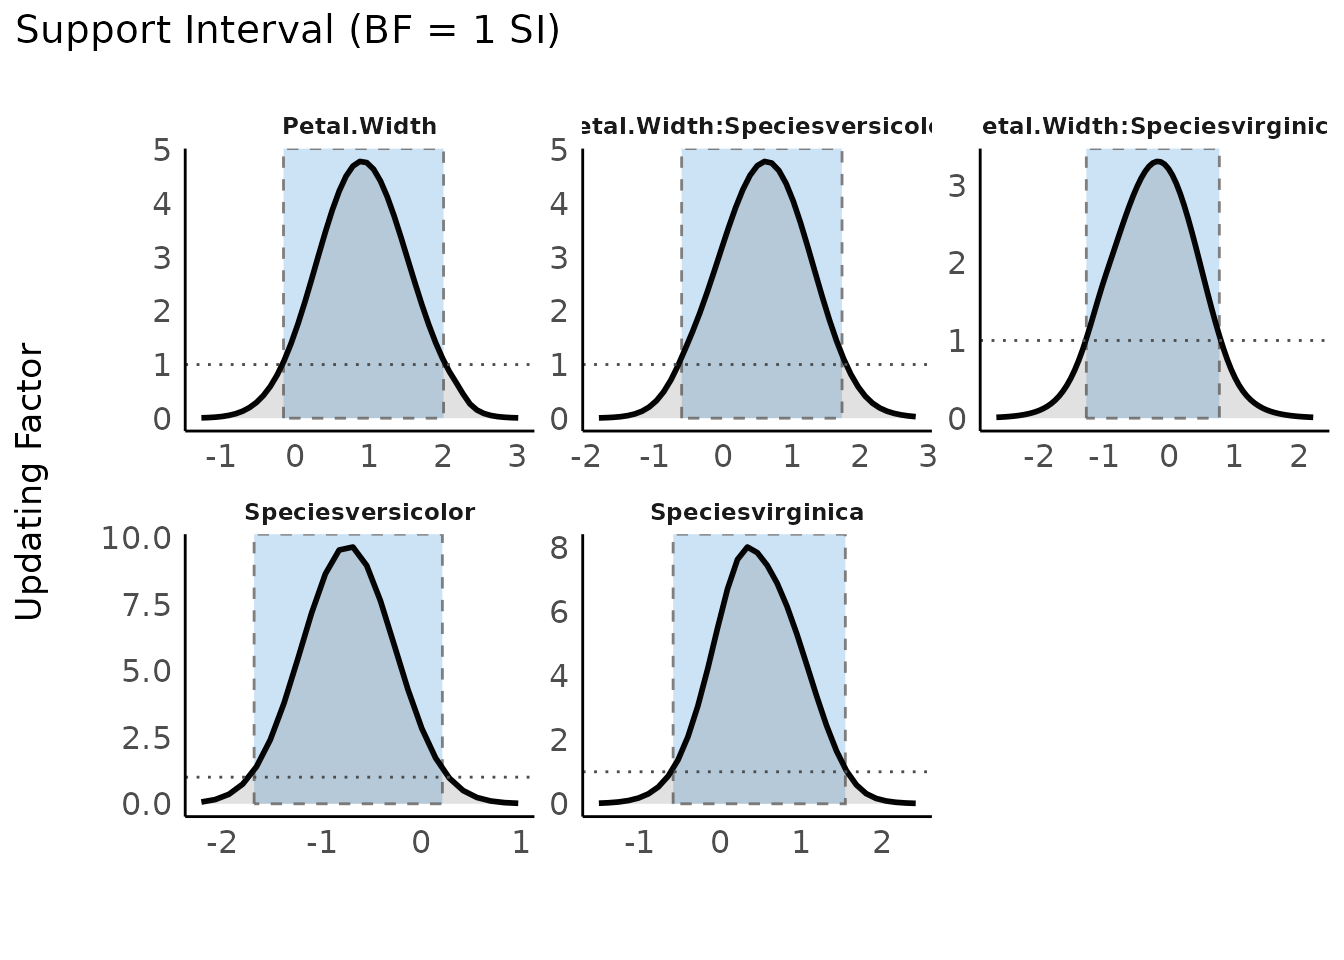 Support Interval (BF = 1 SI)
Petal.Width
etal.Width:Speciesversicol
etal.Width:Speciesvirginic
5
4
3
2
1
0
-1 0 1 2 3
5
4
3
2
1
0
-2 -1 0 1 2 3
3
2
1
0
-2 -1 0 1 2
Updating Factor
Speciesversicolor
Speciesvirginica
10.0
7.5
5.0
2.5
0.0
-2 -1 0 1
8
6
4
2
0
-1 0 1 2